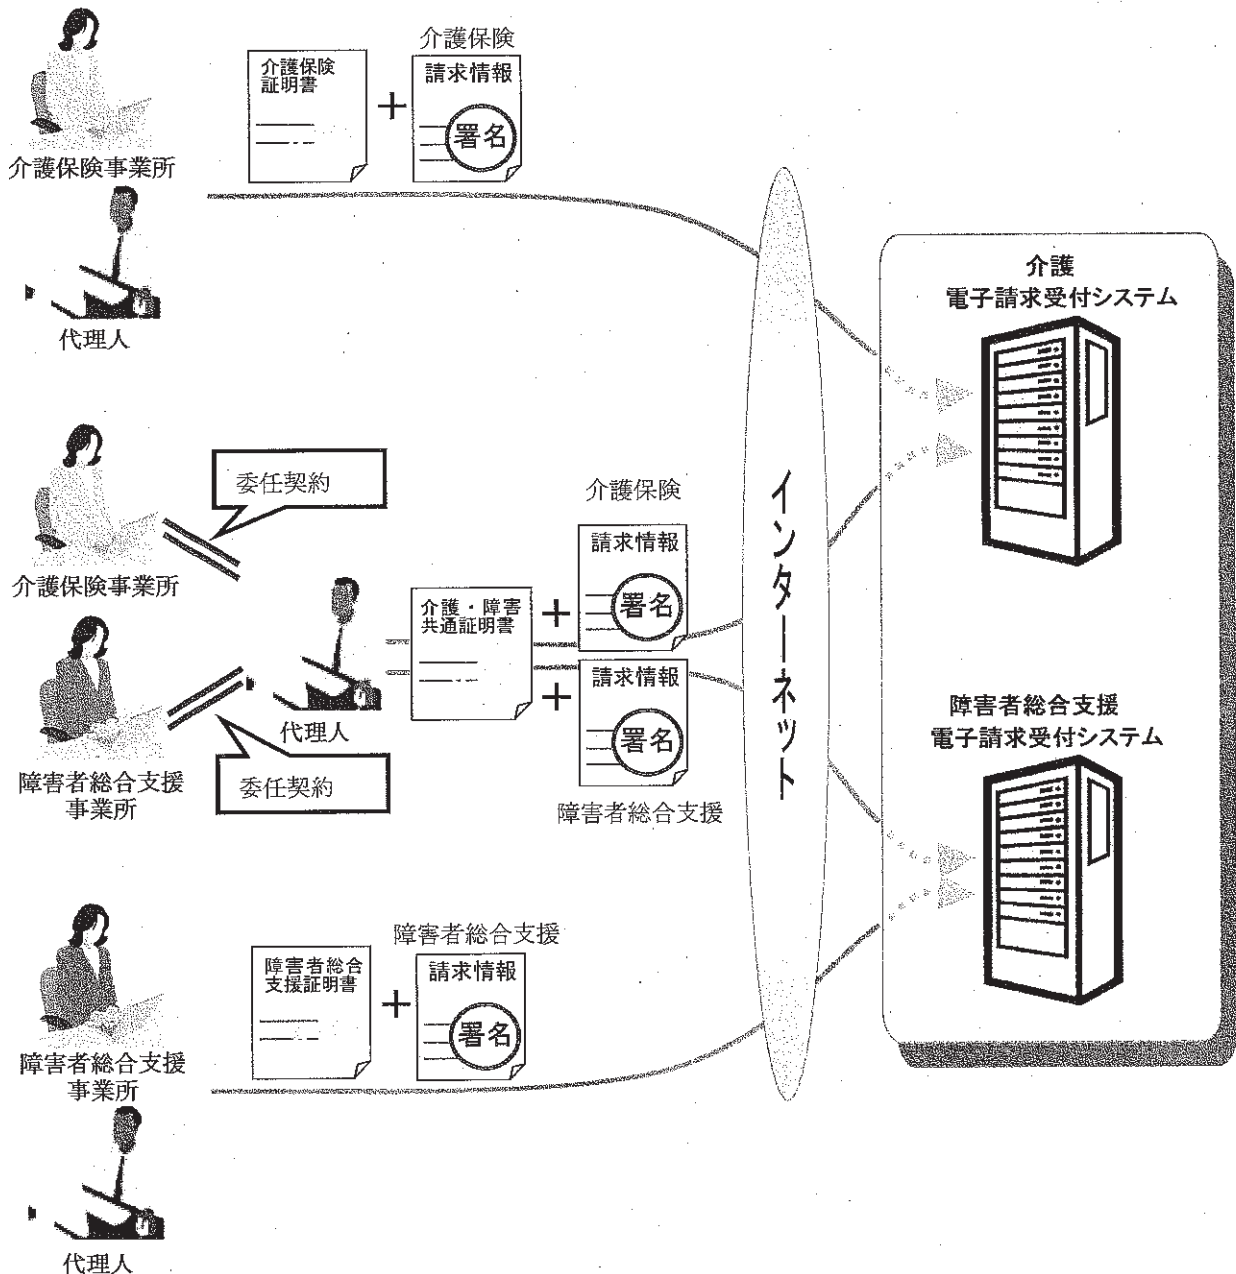 介護保険
介護保険
証明書
+
請求情報
署名
介護保険事業所
代理人
介護
電子請求受付システム
委任契約
介護保険
請求情報
署名
介護保険事業所
介護・障害
共通証明書
+
+
請求情報
署名
代理人
障害者総合支援
事業所
委任契約
障害者総合支援
インターネット
障害者総合支援
電子請求受付システム
障害者総合支援
障害者総合
支援証明書
+
請求情報
署名
障害者総合支援
事業所
代理人